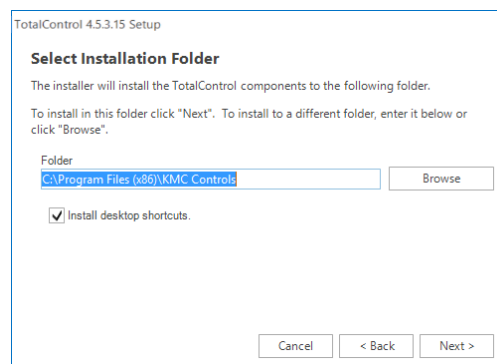 TotalControl 4.5.3.15 Setup
Select Installation Folder
The installer will install the TotalControl components to the following folder.
To install in this folder click "Next".  To install to a different folder, enter it below or
click "Browse".
Folder
C:\Program Files (x86)\KMC Controls
Browse
Install desktop shortcuts.
Cancel
< Back
Next >